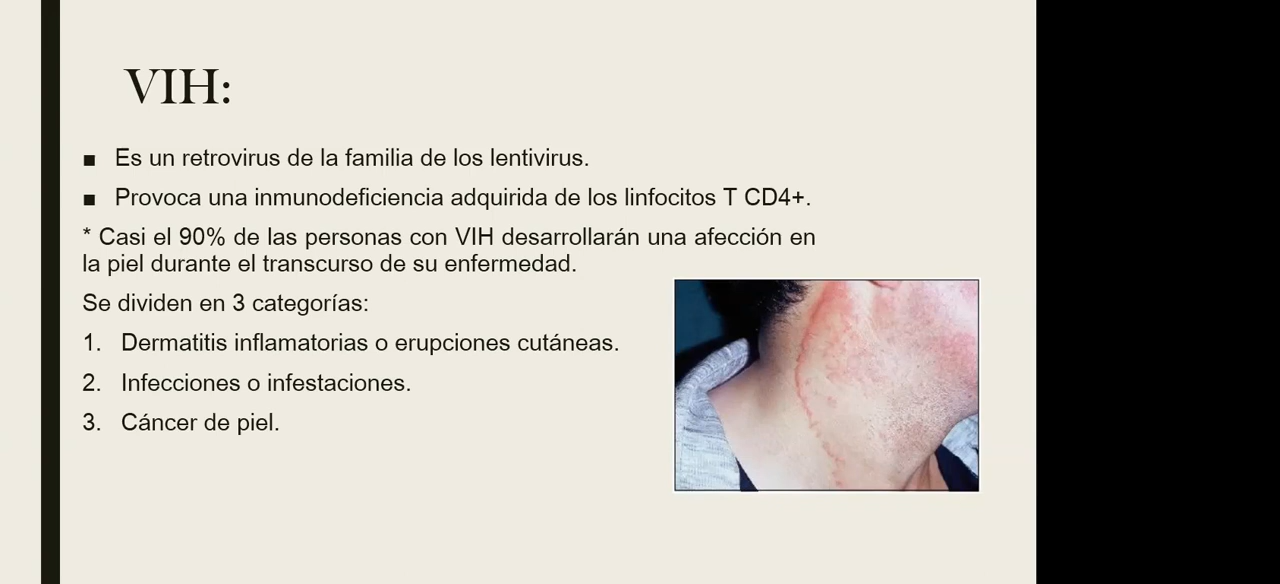 VIH:
▪ Es un retrovirus de la familia de los lentivirus.
▪ Provoca una inmunodeficiencia adquirida de los linfocitos T CD4+.
* Casi el 90% de las personas con VIH desarrollarán una afección en
la piel durante el transcurso de su enfermedad.
Se dividen en 3 categorías:
1. Dermatitis inflamatorias o erupciones cutáneas.
2. Infecciones o infestaciones.
3. Cáncer de piel.